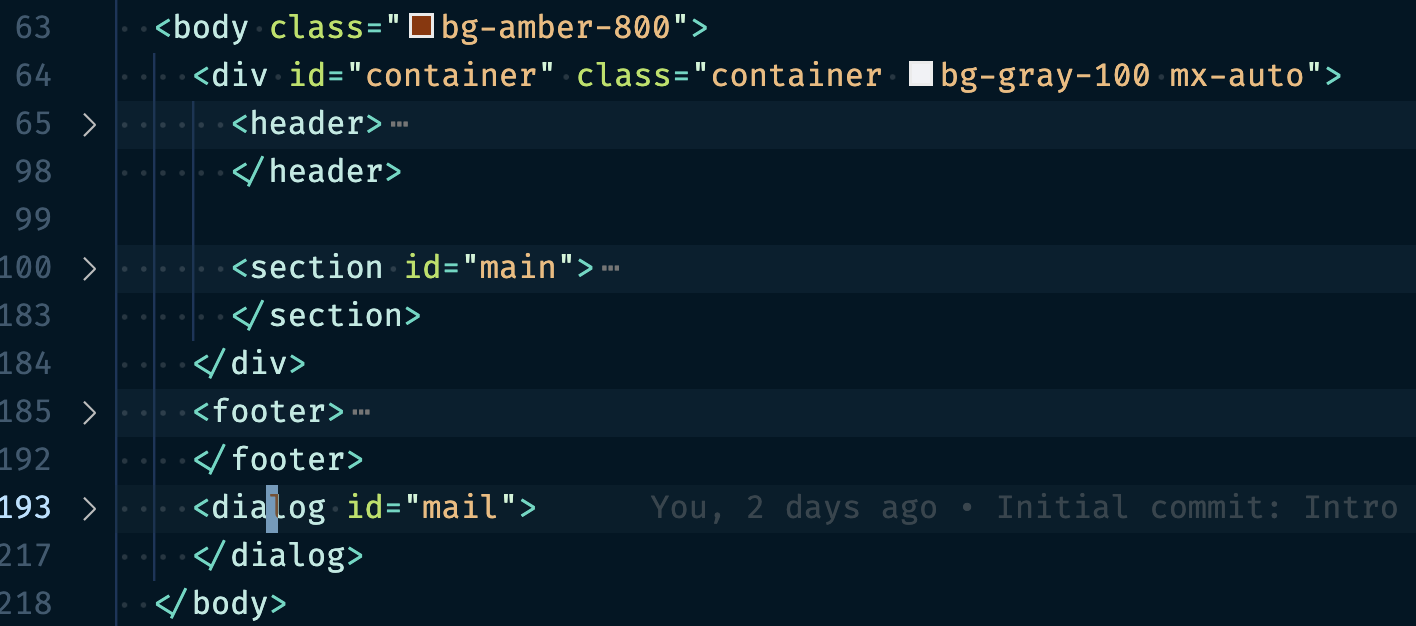 63 <body class="bg-amber-800">
64 <div id="container" class="container bg-gray-100 mx-auto">
65 <header>…
98 </header>
99
100 <section id="main">…
183 </section>
184 </div>
185 <footer>…
192 </footer>
193 <dialog id="mail"> You, 2 days ago • Initial commit: Intro
217 </dialog>
218 </body>